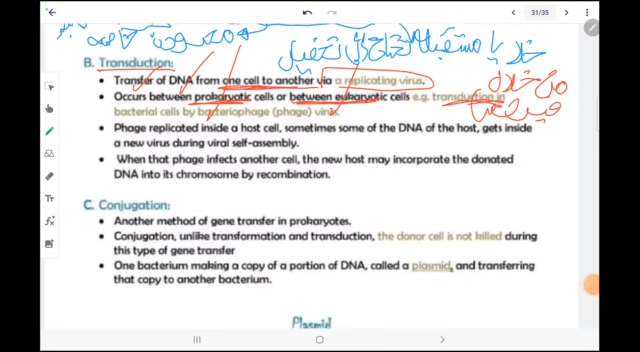 31/35
خلايا مستقبلة تحتاج إلى تحفيز
B. Transduction:
من خلال
• Transfer of DNA from one cell to another via a replicating virus.
فيروس
• Occurs between prokaryotic cells or between eukaryotic cells e.g. transduction in
bacterial cells by bacteriophage (phage) virus.
• Phage replicated inside a host cell, sometimes some of the DNA of the host, gets inside
a new virus during viral self-assembly.
• When that phage infects another cell, the new host may incorporate the donated
DNA into its chromosome by recombination.
C. Conjugation:
• Another method of gene transfer in prokaryotes.
• Conjugation, unlike transformation and transduction, the donor cell is not killed during
this type of gene transfer
• One bacterium making a copy of a portion of DNA, called a plasmid, and transferring
that copy to another bacterium.
Plasmid